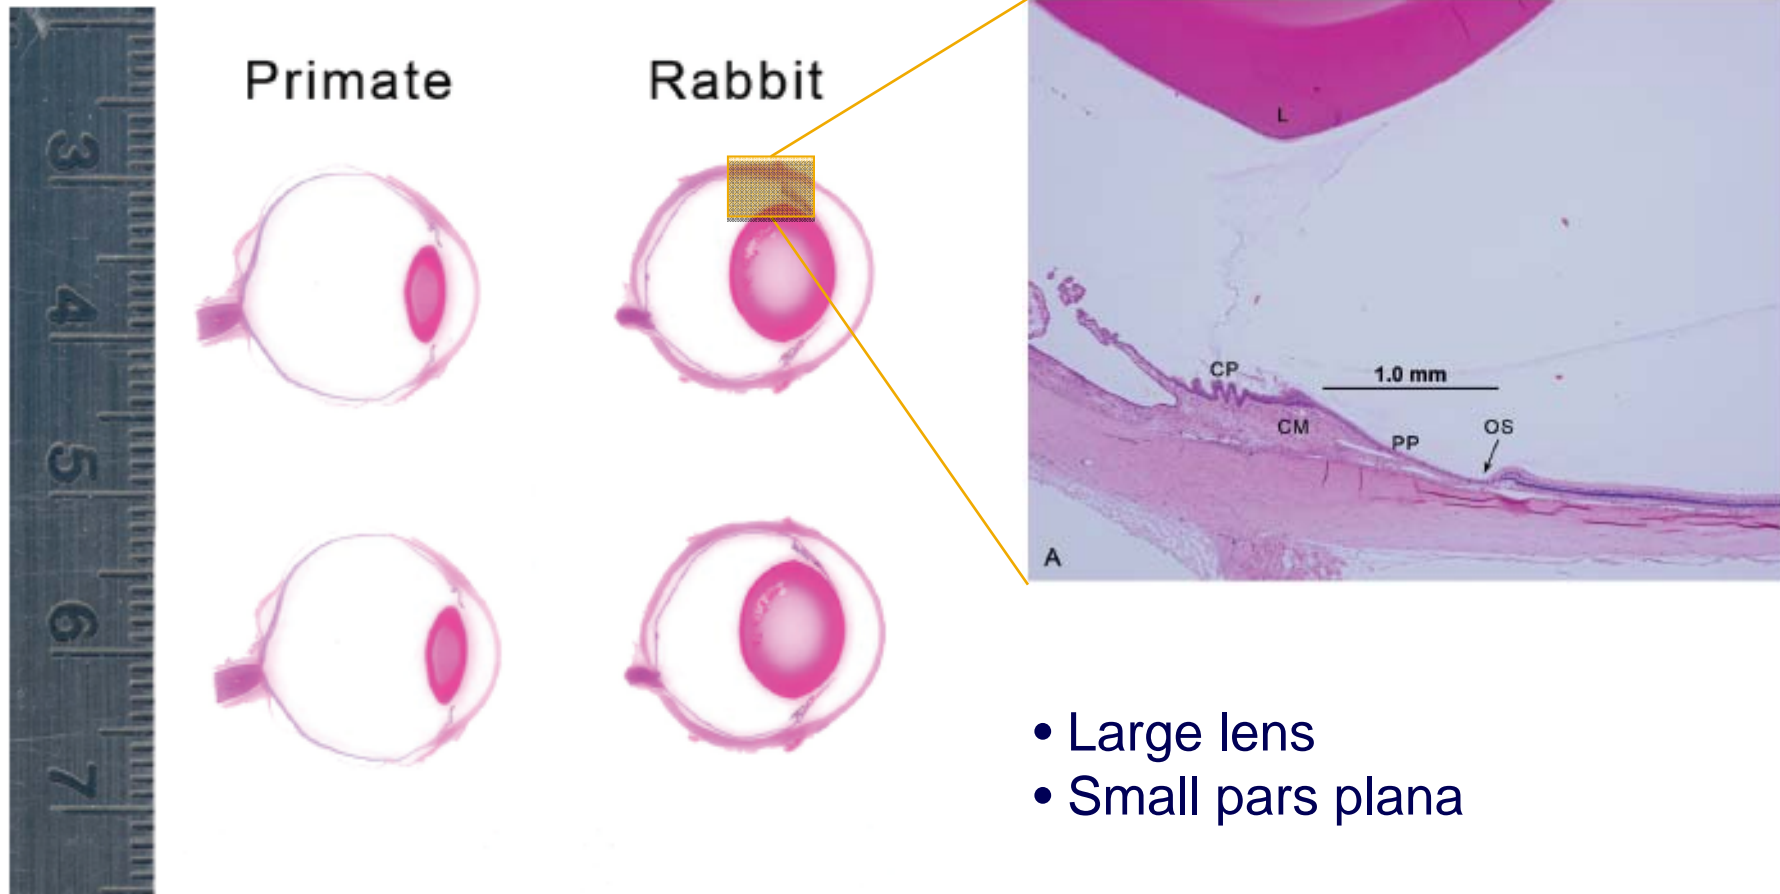 Primate
Rabbit
3
4
5
6
7
L
CP
1.0 mm
CM
PP
OS
A
• Large lens
• Small pars plana